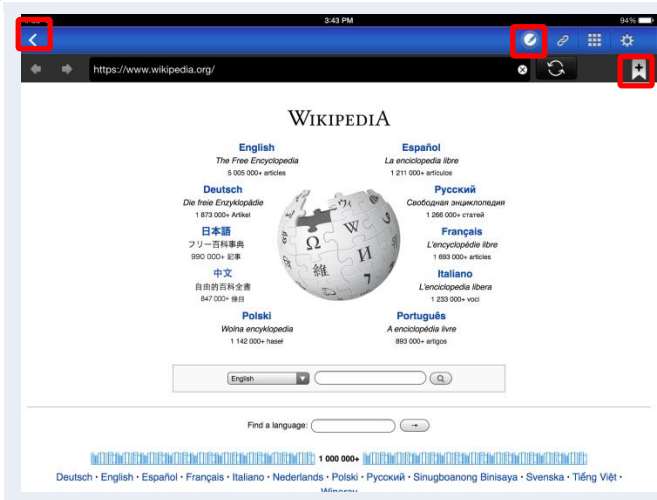 3:43 PM 94%
https://www.wikipedia.org/
WIKIPEDIA
English
The Free Encyclopedia
5 005 000+ articles
Español
La enciclopedia libre
1 211 000+ artículos
Deutsch
Die freie Enzyklopädie
1 873 000+ Artikel
Русский
Свободная энциклопедия
1 266 000+ статей
日本語
フリー百科事典
990 000+ 記事
Français
L'encyclopédie libre
1 693 000+ articles
中文
自由的百科全書
847 000+ 條目
Italiano
L'enciclopedia libera
1 233 000+ voci
Polski
Wolna encyklopedia
1 142 000+ haseł
Português
A enciclopédia livre
893 000+ artigos
Ω W И 維 7
English
Find a language:
1 000 000+
Deutsch · English · Español · Français · Italiano · Nederlands · Polski · Русский · Sinugboanong Binisaya · Svenska · Tiếng Việt ·